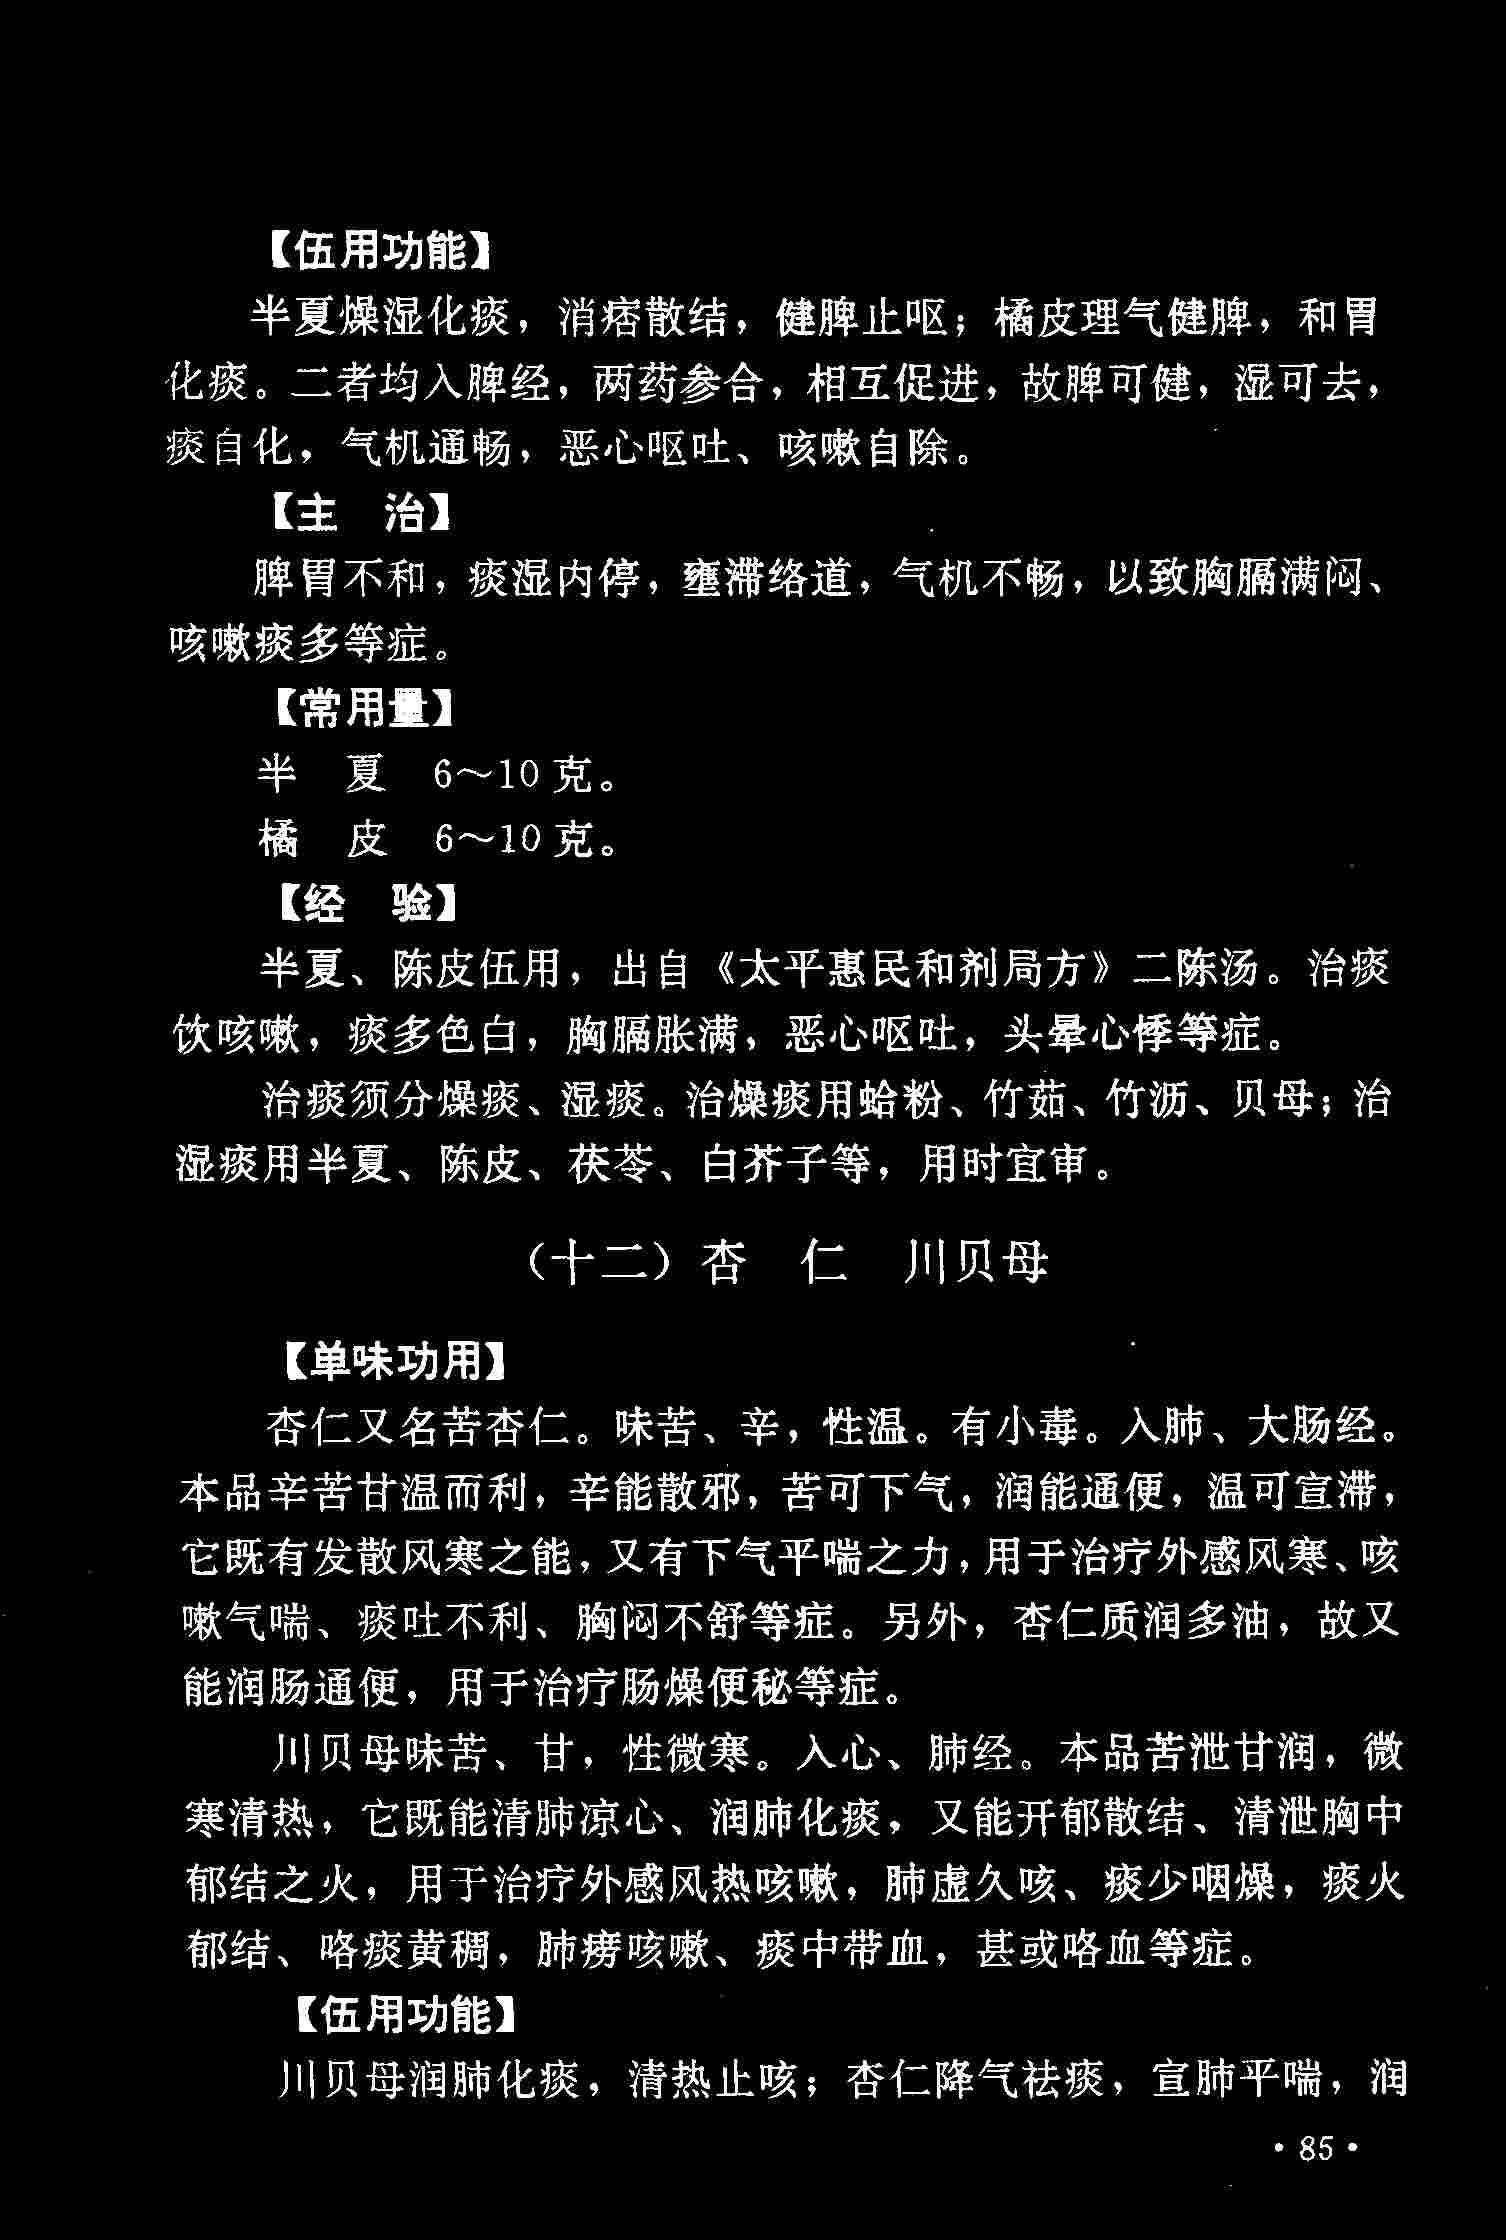 【伍用功能】
半夏燥湿化痰，消痞散结，健脾止呕；橘皮理气健脾，和胃
化痰。二者均入脾经，两药参合，相互促进，故脾可健，湿可去，
痰自化，气机通畅，恶心呕吐、咳嗽自除。
【主　治】
脾胃不和，痰湿内停，壅滞络道，气机不畅，以致胸膈满闷、
咳嗽痰多等症。
【常用量】
半　夏　6～10 克。
橘　皮　6～10 克。
【经　验】
半夏、陈皮伍用，出自《太平惠民和剂局方》二陈汤。治痰
饮咳嗽，痰多色白，胸膈胀满，恶心呕吐，头晕心悸等症。
治痰须分燥痰、湿痰。治燥痰用蛤粉、竹茹、竹沥、贝母；治
湿痰用半夏、陈皮、茯苓、白芥子等，用时宜审。
（十二）杏　仁　川贝母
【单味功用】
杏仁又名苦杏仁。味苦、辛，性温。有小毒。入肺、大肠经。
本品辛苦甘温而利，辛能散邪，苦可下气，润能通便，温可宣滞，
它既有发散风寒之能，又有下气平喘之力，用于治疗外感风寒、咳
嗽气喘、痰吐不利、胸闷不舒等症。另外，杏仁质润多油，故又
能润肠通便，用于治疗肠燥便秘等症。
川贝母味苦、甘，性微寒。入心、肺经。本品苦泄甘润，微
寒清热，它既能清肺凉心、润肺化痰，又能开郁散结、清泄胸中
郁结之火，用于治疗外感风热咳嗽，肺虚久咳、痰少咽燥，痰火
郁结、咯痰黄稠，肺痨咳嗽、痰中带血，甚或咯血等症。
【伍用功能】
川贝母润肺化痰，清热止咳；杏仁降气祛痰，宣肺平喘，润
·85·